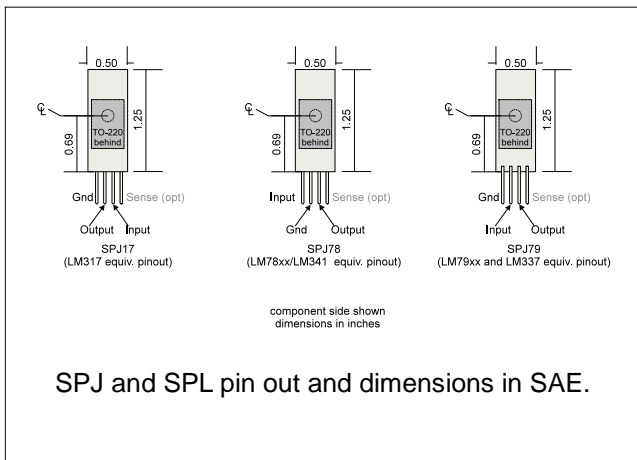 0.50
℄
TO-220
behind
0.69
1.25
Gnd
Sense (opt)
Output
Input
SPJ17
(LM317 equiv. pinout)
0.50
℄
TO-220
behind
0.69
1.25
Input
Sense (opt)
Gnd
Output
SPJ78
(LM78xx/LM341 equiv. pinout)
0.50
℄
TO-220
behind
0.69
1.25
Gnd
Sense (opt)
Input
Output
SPJ79
(LM79xx and LM337 equiv. pinout)
component side shown
dimensions in inches
SPJ and SPL pin out and dimensions in SAE.